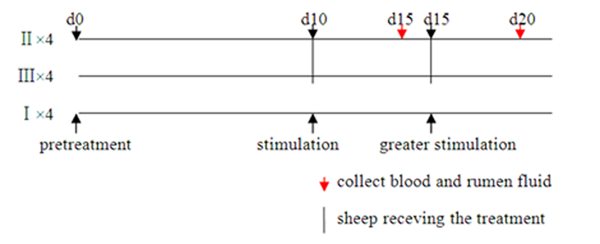 d0 d10 d15 d15 d20
II ×4
III×4
I ×4
pretreatment stimulation greater stimulation
collect blood and rumen fluid
sheep receving the treatment